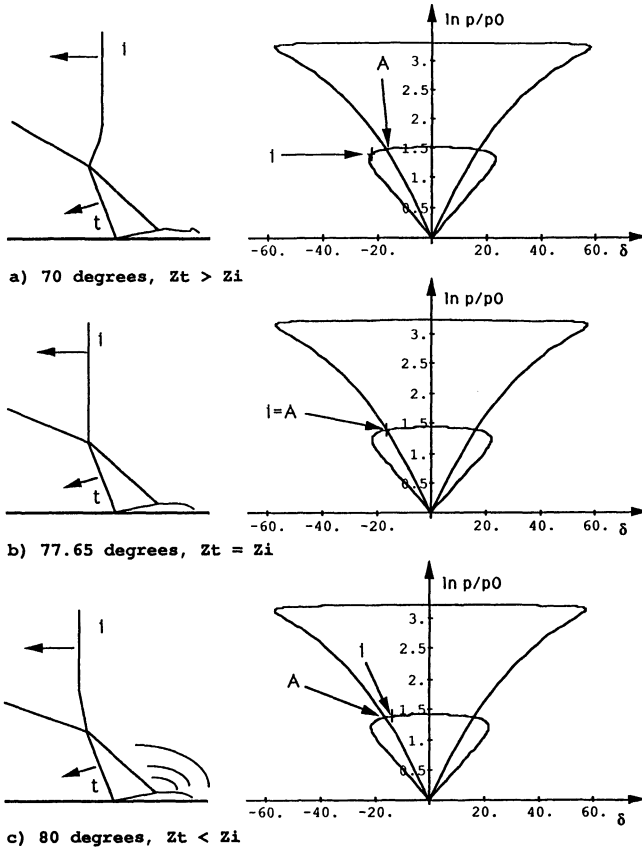 i
t
ln p/p0
3.
2.5
2.
A
1.5
i
1.
0.5
-60. -40. -20. 0 20. 40. 60. δ
a) 70 degrees, Zt > Zi
i
t
ln p/p0
3.
2.5
2.
i=A
1.5
1.
0.5
-60. -40. -20. 0 20. 40. 60. δ
b) 77.65 degrees, Zt = Zi
i
t
ln p/p0
3.
2.5
i
2.
A
1.5
1.
0.5
-60. -40. -20. 0 20. 40. 60. δ
c) 80 degrees, Zt < Zi